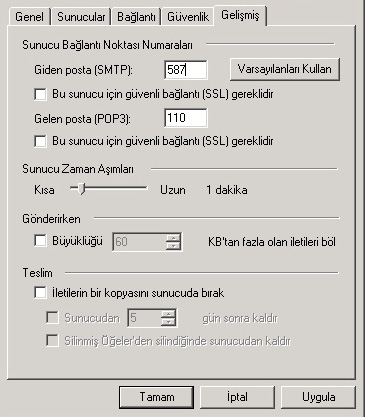 Genel Sunucular Bağlantı Güvenlik Gelişmiş
Sunucu Bağlantı Noktası Numaraları
Giden posta (SMTP): 587 Varsayılanları Kullan
Bu sunucu için güvenli bağlantı (SSL) gereklidir
Gelen posta (POP3): 110
Bu sunucu için güvenli bağlantı (SSL) gereklidir
Sunucu Zaman Aşımları
Kısa Uzun 1 dakika
Gönderirken
Büyüklüğü 60 KB'tan fazla olan iletileri böl
Teslim
İletilerin bir kopyasını sunucuda bırak
Sunucudan 5 gün sonra kaldır
Silinmiş Öğeler'den silindiğinde sunucudan kaldır
Tamam İptal Uygula